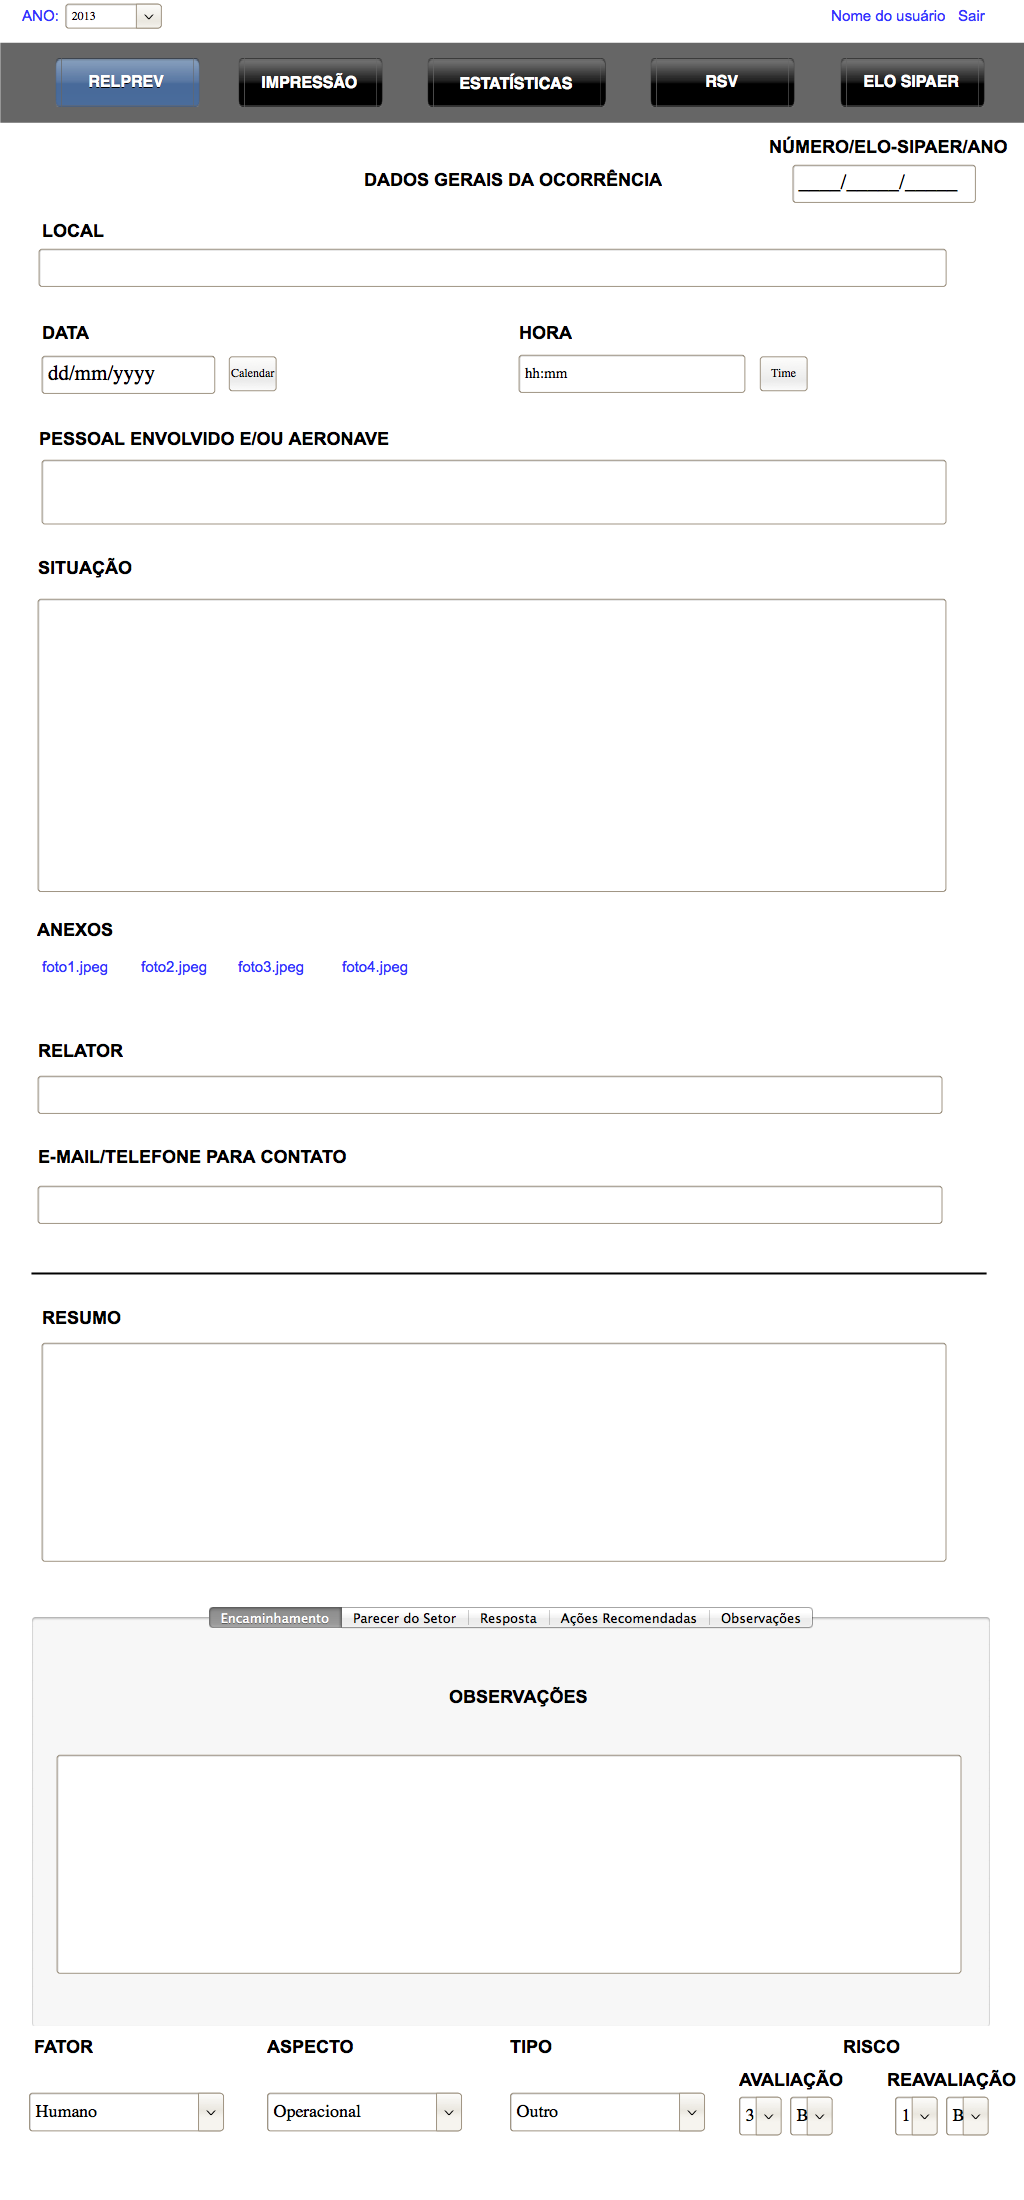 ANO: 2013 Nome do usuário Sair
RELPREV IMPRESSÃO ESTATÍSTICAS RSV ELO SIPAER
NÚMERO/ELO-SIPAER/ANO
DADOS GERAIS DA OCORRÊNCIA ____/_____/_____
LOCAL
DATA HORA
dd/mm/yyyy Calendar hh:mm Time
PESSOAL ENVOLVIDO E/OU AERONAVE
SITUAÇÃO
ANEXOS
foto1.jpeg foto2.jpeg foto3.jpeg foto4.jpeg
RELATOR
E-MAIL/TELEFONE PARA CONTATO
RESUMO
Encaminhamento Parecer do Setor Resposta Ações Recomendadas Observações
OBSERVAÇÕES
FATOR ASPECTO TIPO RISCO
AVALIAÇÃO REAVALIAÇÃO
Humano Operacional Outro 3 B 1 B